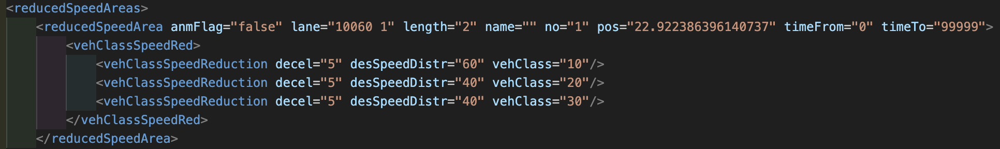 <reducedSpeedAreas>
<reducedSpeedArea anmFlag="false" lane="10060 1" length="2" name="" no="1" pos="22.922386396140737" timeFrom="0" timeTo="99999">
<vehClassSpeedRed>
<vehClassSpeedReduction decel="5" desSpeedDistr="60" vehClass="10"/>
<vehClassSpeedReduction decel="5" desSpeedDistr="40" vehClass="20"/>
<vehClassSpeedReduction decel="5" desSpeedDistr="40" vehClass="30"/>
</vehClassSpeedRed>
</reducedSpeedArea>